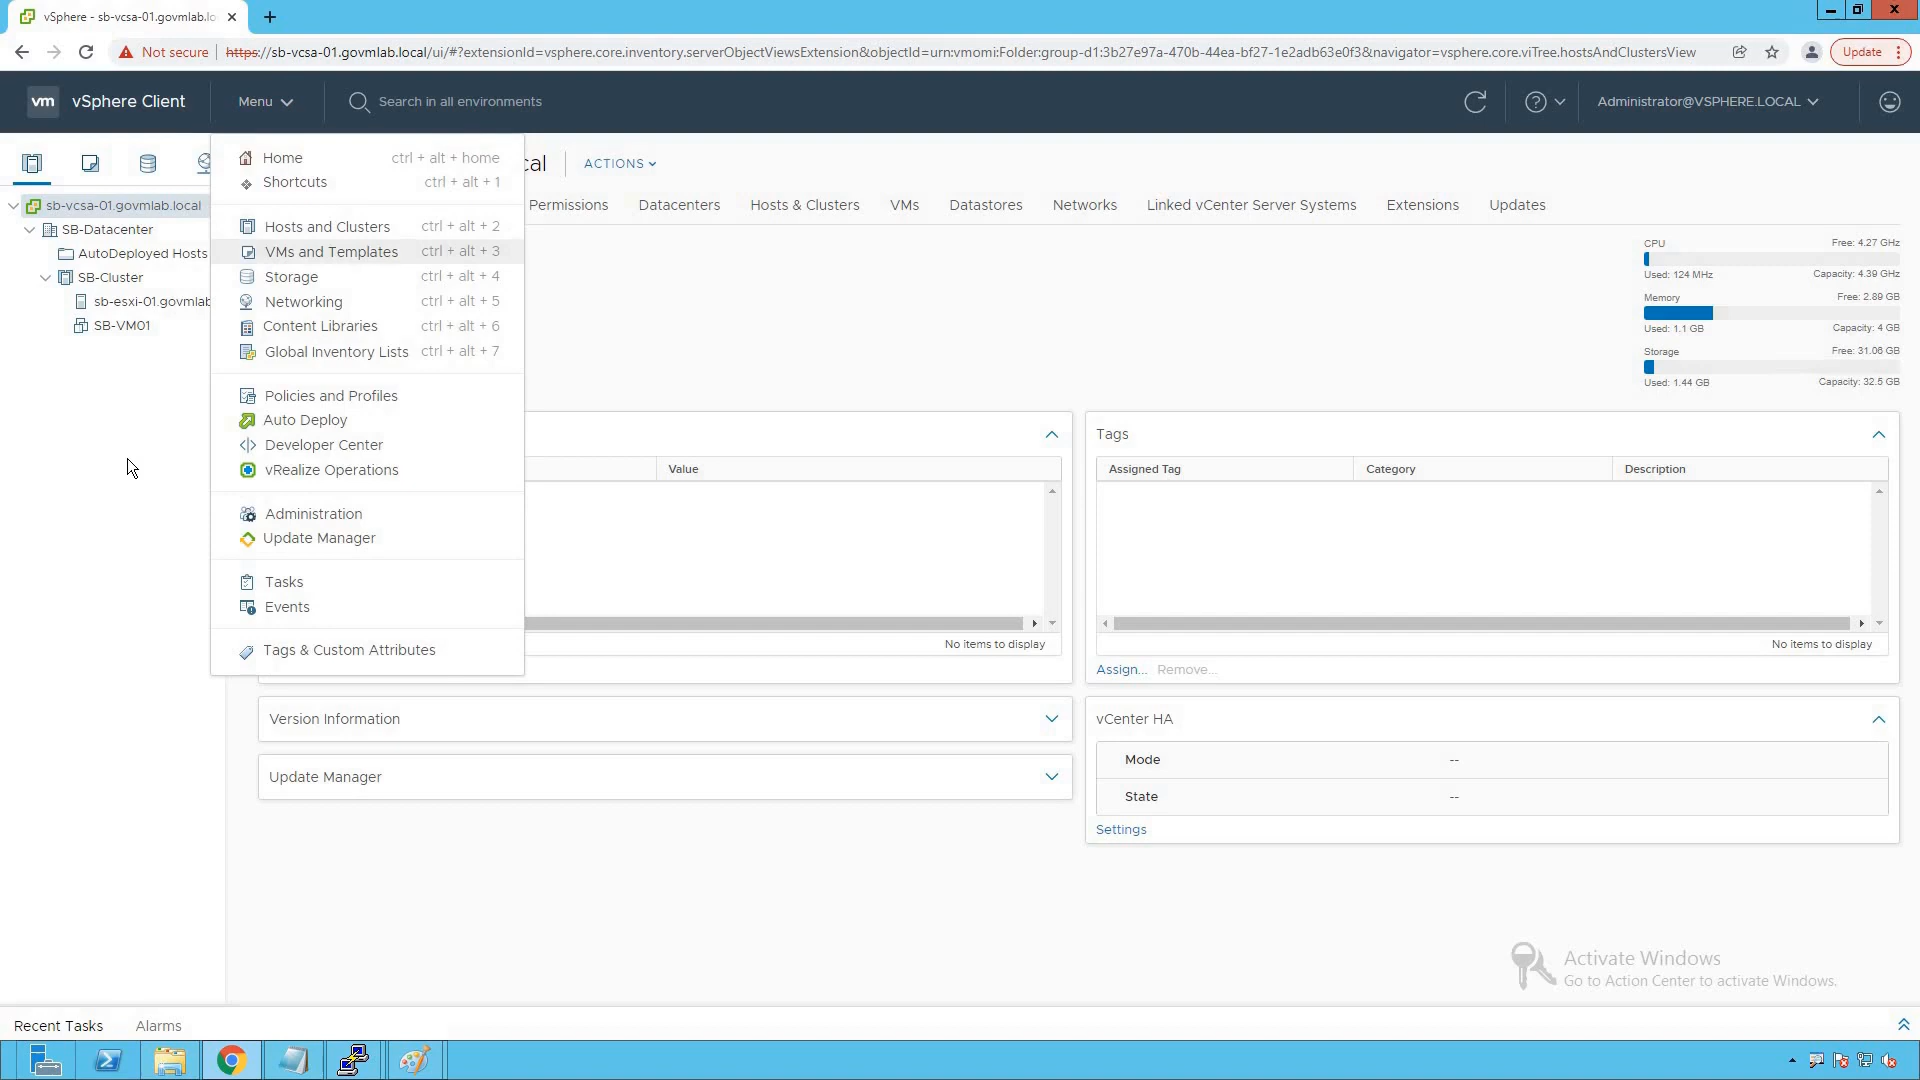 vSphere - sb-vcsa-01.govmlab.lo
Not secure
https://sb-vcsa-01.govmlab.local/ui/#?extensionId=vsphere.core.inventory.serverObjectViewsExtension&objectId=urn:vmomi:Folder:group-d1:3b27e97a-470b-44ea-bf27-1e2adb63e0f3&navigator=vsphere.core.viTree.hostsAndClustersView
Update
vm vSphere Client
Menu
Search in all environments
Administrator@VSPHERE.LOCAL
cal
ACTIONS
Permissions
Datacenters
Hosts & Clusters
VMs
Datastores
Networks
Linked vCenter Server Systems
Extensions
Updates
sb-vcsa-01.govmlab.local
SB-Datacenter
AutoDeployed Hosts
SB-Cluster
sb-esxi-01.govmlab
SB-VM01
Home ctrl + alt + home
Shortcuts ctrl + alt + 1
Hosts and Clusters ctrl + alt + 2
VMs and Templates ctrl + alt + 3
Storage ctrl + alt + 4
Networking ctrl + alt + 5
Content Libraries ctrl + alt + 6
Global Inventory Lists ctrl + alt + 7
Policies and Profiles
Auto Deploy
Developer Center
vRealize Operations
Administration
Update Manager
Tasks
Events
Tags & Custom Attributes
CPU Free: 4.27 GHz
Used: 124 MHz Capacity: 4.39 GHz
Memory Free: 2.89 GB
Used: 1.1 GB Capacity: 4 GB
Storage Free: 31.06 GB
Used: 1.44 GB Capacity: 32.5 GB
Value
No items to display
Tags
Assigned Tag Category Description
No items to display
Assign... Remove...
Version Information
Update Manager
vCenter HA
Mode --
State --
Settings
Activate Windows
Go to Action Center to activate Windows.
Recent Tasks Alarms